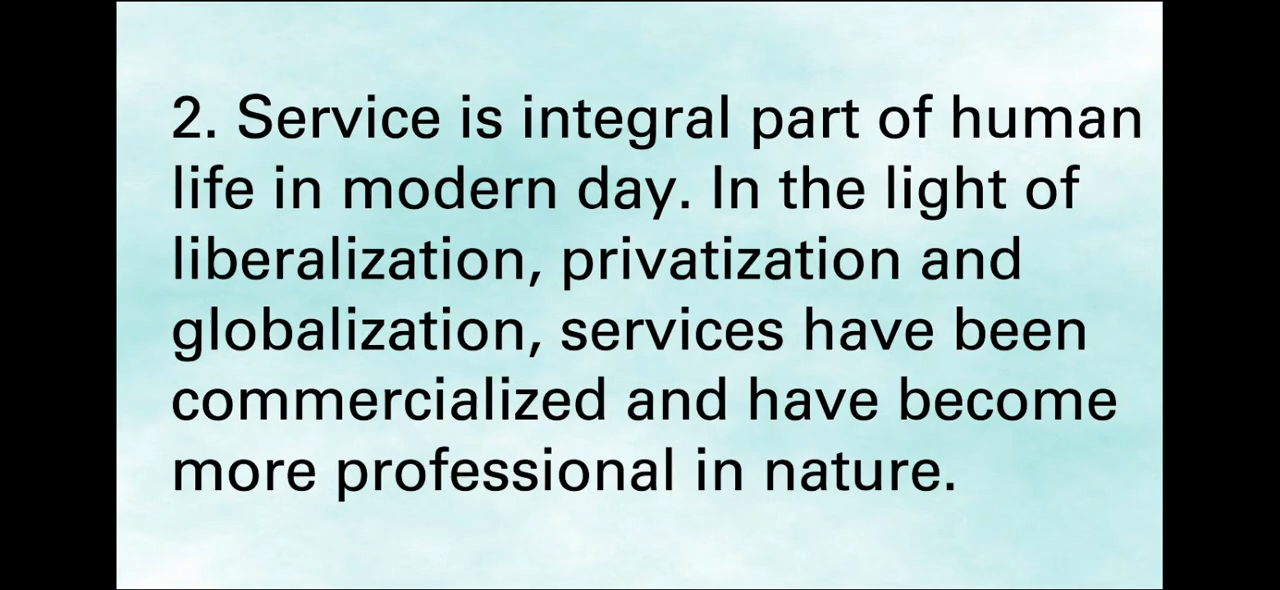 2. Service is integral part of human
life in modern day. In the light of
liberalization, privatization and
globalization, services have been
commercialized and have become
more professional in nature.